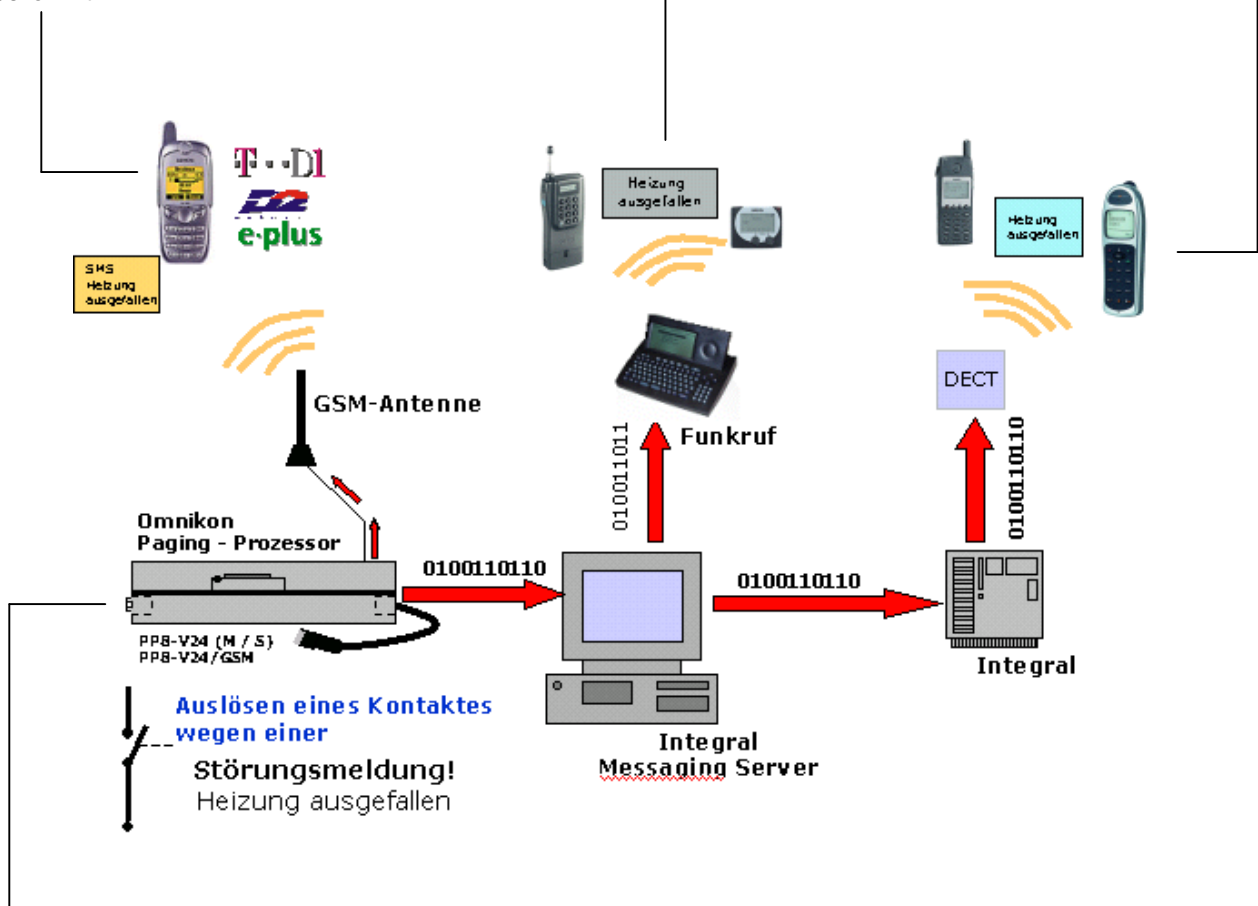 T · · · D1
D2
e·plus
SMS
Heizung
ausgefallen
Heizung
ausgefallen
Heizung
ausgefallen
GSM-Antenne
010011011
Funkruf
DECT
0100110110
Omnikon
Paging - Prozessor
0100110110
0100110110
PP8-V24 (M / S)
PP8-V24/GSM
Integral
Auslösen eines Kontaktes
wegen einer
Störungsmeldung!
Heizung ausgefallen
Integral
Messaging Server